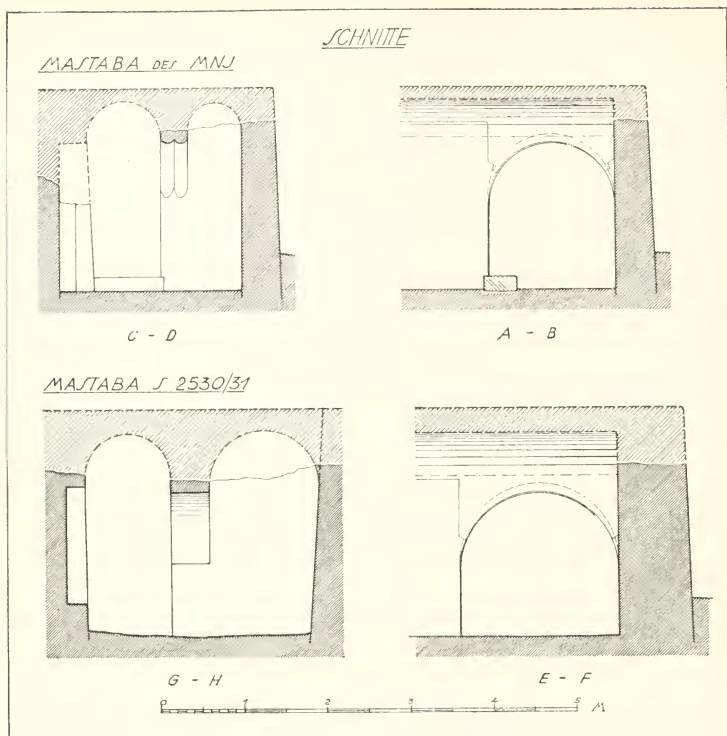 SCHNITTE
MASTABA DES MNJ
C - D
A - B
MASTABA S 2530/31
G - H
E - F
0 1 2 3 4 5 M